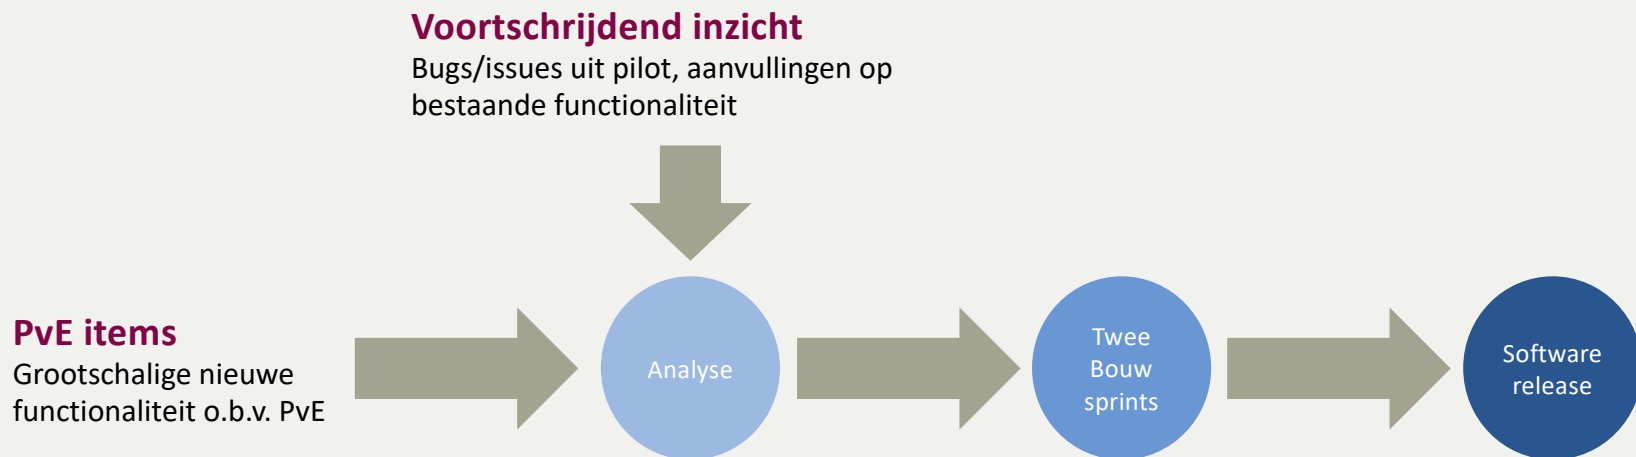 Voortschrijdend inzicht
Bugs/issues uit pilot, aanvullingen op
bestaande functionaliteit
PvE items
Grootschalige nieuwe
functionaliteit o.b.v. PvE
Analyse
Twee
Bouw
sprints
Software
release